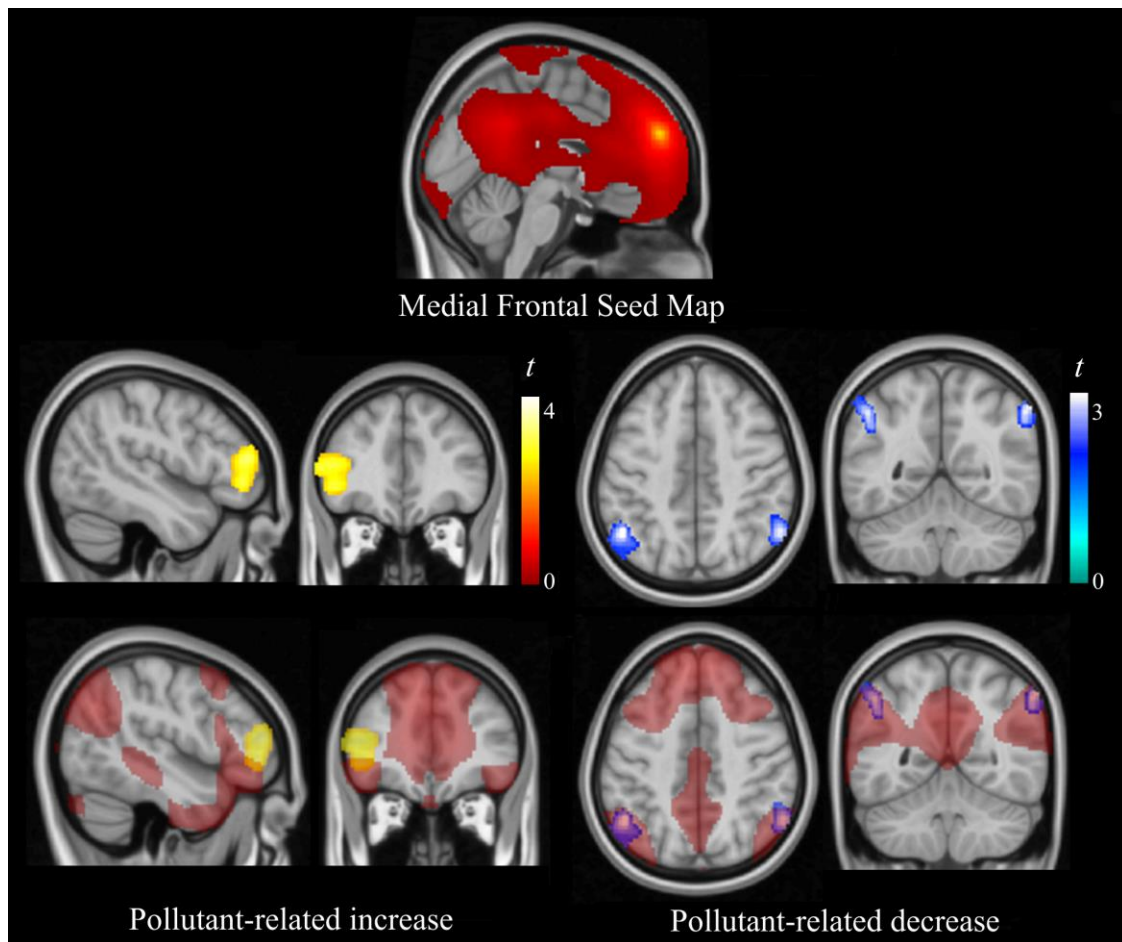 Medial Frontal Seed Map
t
4
0
t
3
0
Pollutant-related increase
Pollutant-related decrease